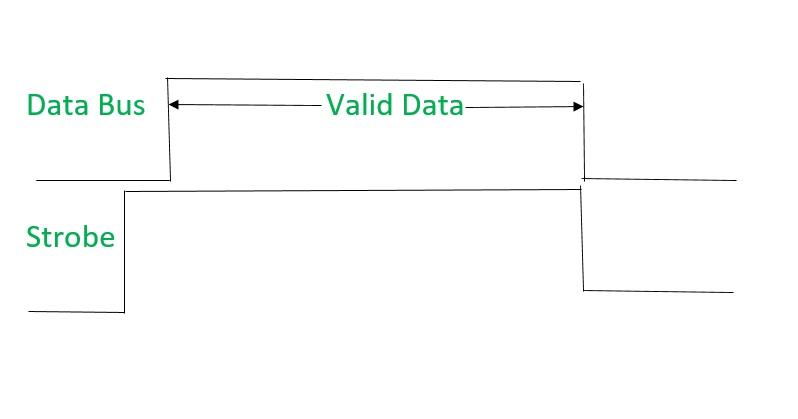 Data Bus
Valid Data
Strobe